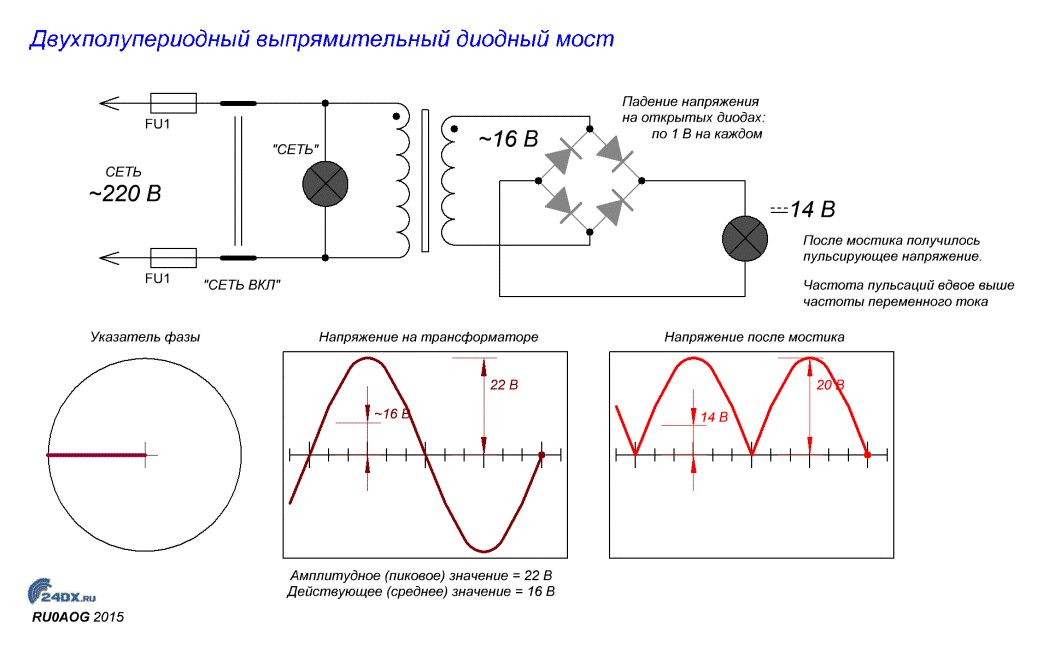 Двухполупериодный выпрямительный диодный мост
FU1
"СЕТЬ"
СЕТЬ
~220 В
FU1
"СЕТЬ ВКЛ"
~16 В
Падение напряжения
на открытых диодах:
по 1 В на каждом
14 В
После мостика получилось
пульсирующее напряжение.
Частота пульсаций вдвое выше
частоты переменного тока
Указатель фазы
Напряжение на трансформаторе
~16 В
22 В
Напряжение после мостика
14 В
20 В
Амплитудное (пиковое) значение = 22 В
Действующее (среднее) значение = 16 В
24DX.RU
RU0AOG 2015